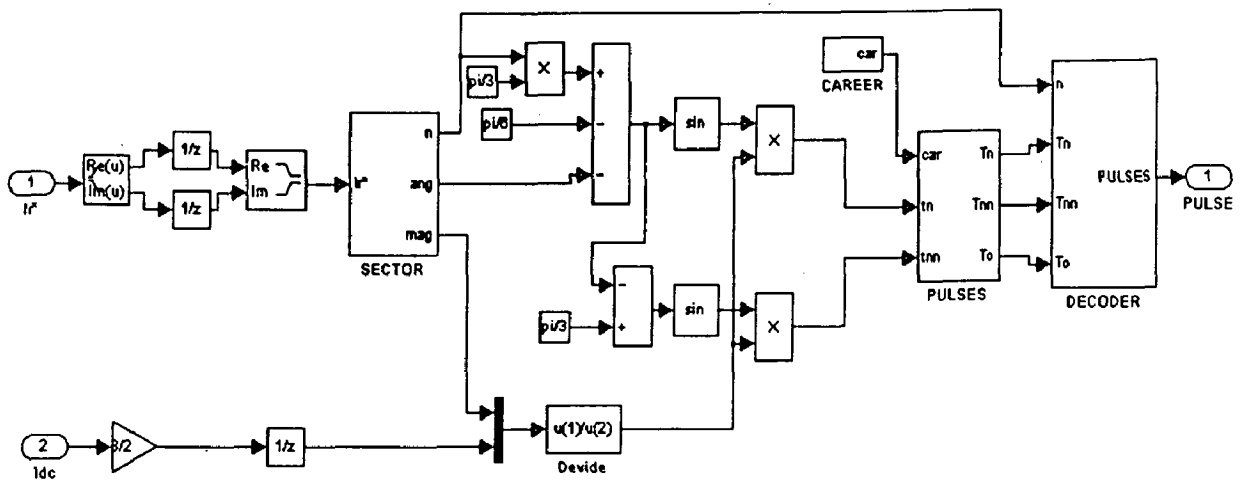 1
Ir*
Re(u)
Im(u)
1/z
1/z
Re
Im
Ir*
n
ang
mag
SECTOR
pi/3
×
pi/6
+
−
−
sin
×
car
CAREER
car
tn
tnn
Tn
Tnn
To
PULSES
n
Tn
Tnn
To
PULSES
DECODER
1
PULSE
pi/3
−
+
sin
×
2
Idc
3/2
1/z
u(1)/u(2)
Devide